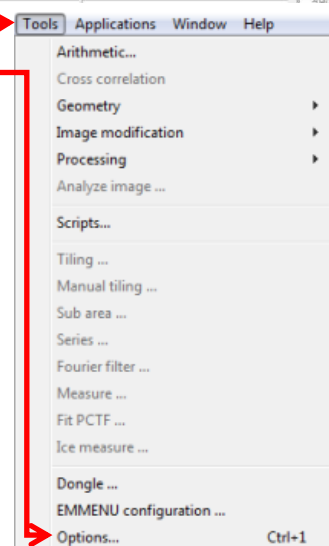 Tools Applications Window Help
Arithmetic...
Cross correlation
Geometry
Image modification
Processing
Analyze image ...
Scripts...
Tiling ...
Manual tiling ...
Sub area ...
Series ...
Fourier filter ...
Measure ...
Fit PCTF ...
Ice measure ...
Dongle ...
EMMENU configuration ...
Options... Ctrl+1